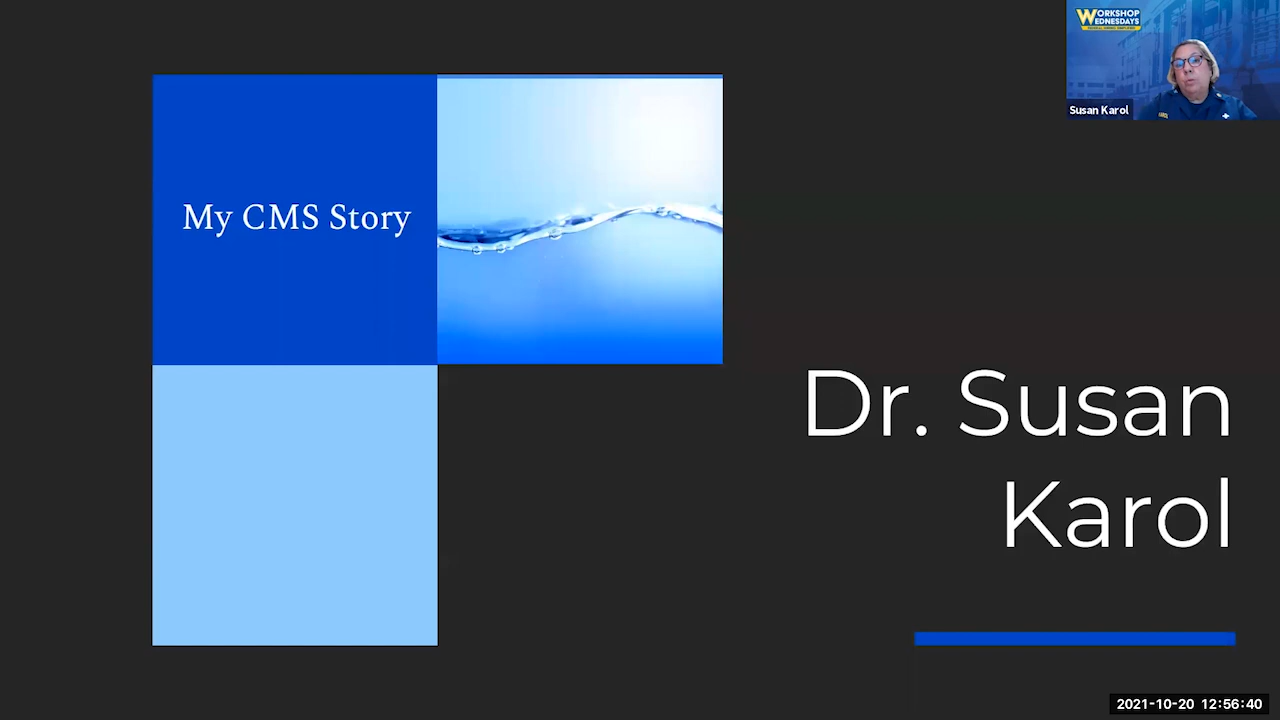 WORKSHOP
WEDNESDAYS
Susan Karol
My CMS Story
Dr. Susan
Karol
2021-10-20 12:56:40